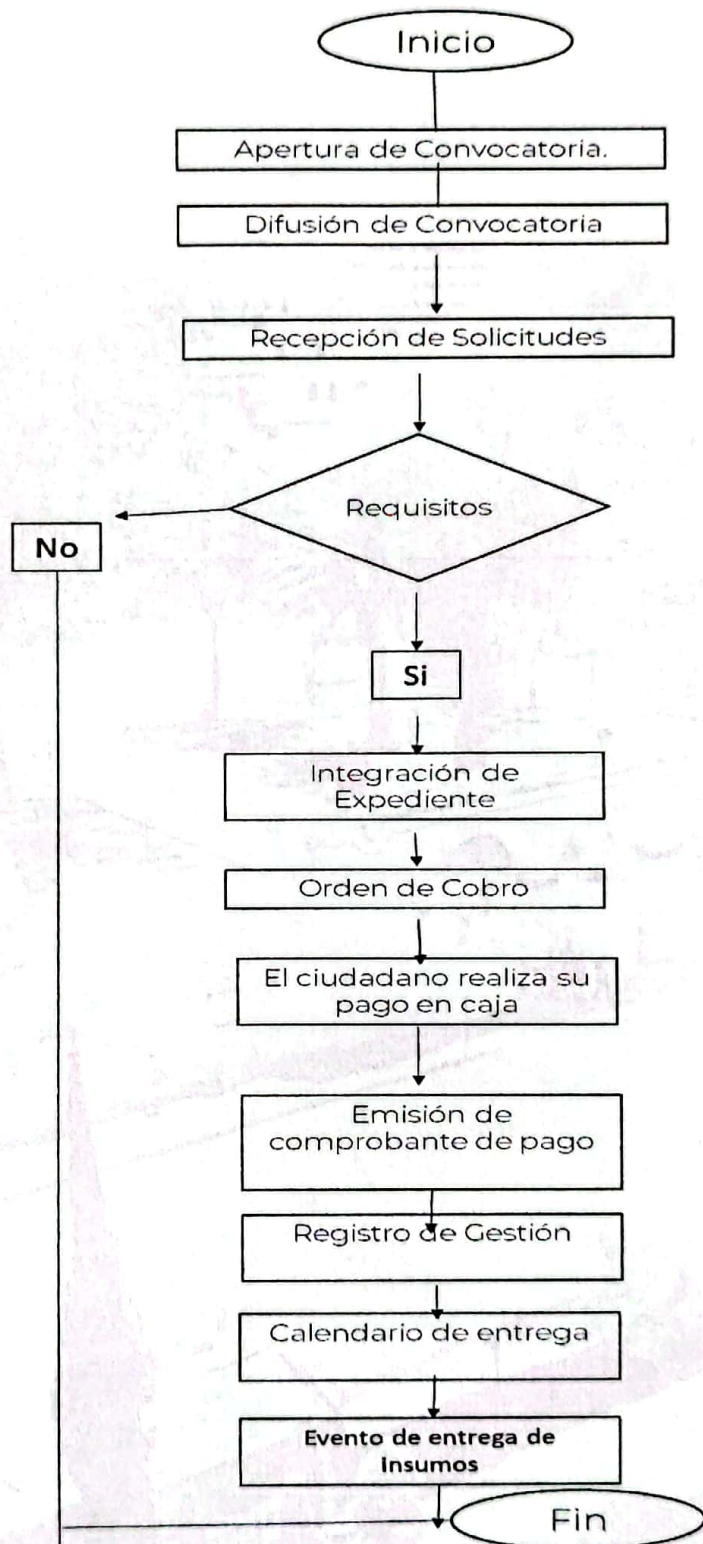 Inicio
Apertura de Convocatoria.
Difusión de Convocatoria
Recepción de Solicitudes
Requisitos
No
Si
Integración de
Expediente
Orden de Cobro
El ciudadano realiza su
pago en caja
Emisión de
comprobante de pago
Registro de Gestión
Calendario de entrega
Evento de entrega de
Insumos
Fin